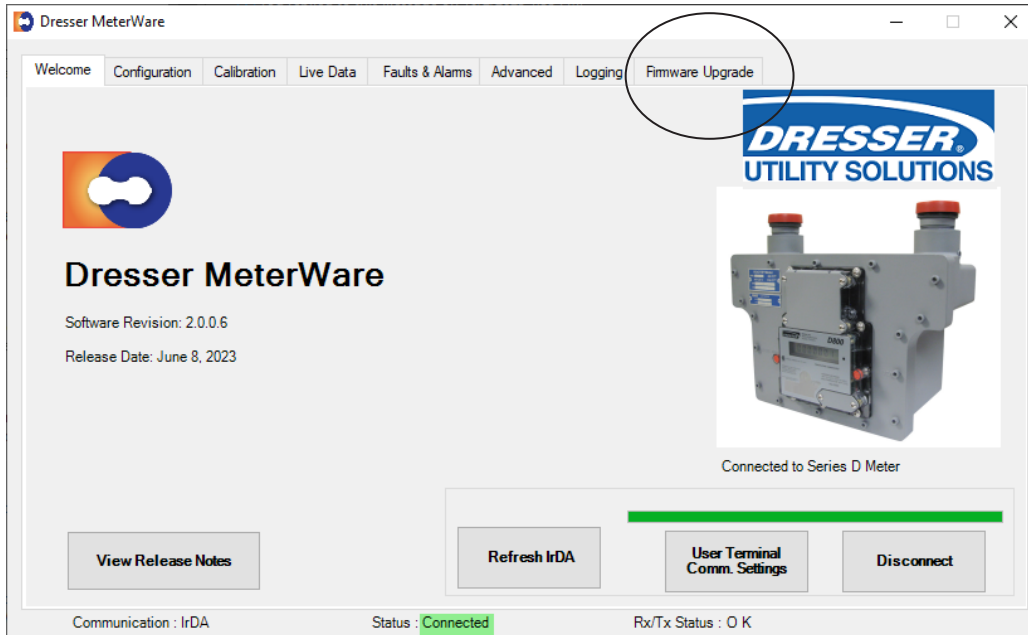 Dresser MeterWare
Welcome Configuration Calibration Live Data Faults & Alarms Advanced Logging Firmware Upgrade
DRESSER®
UTILITY SOLUTIONS
D800
Dresser MeterWare
Software Revision: 2.0.0.6
Release Date: June 8, 2023
Connected to Series D Meter
View Release Notes
Refresh IrDA
User Terminal
Comm. Settings
Disconnect
Communication : IrDA Status : Connected Rx/Tx Status : O K